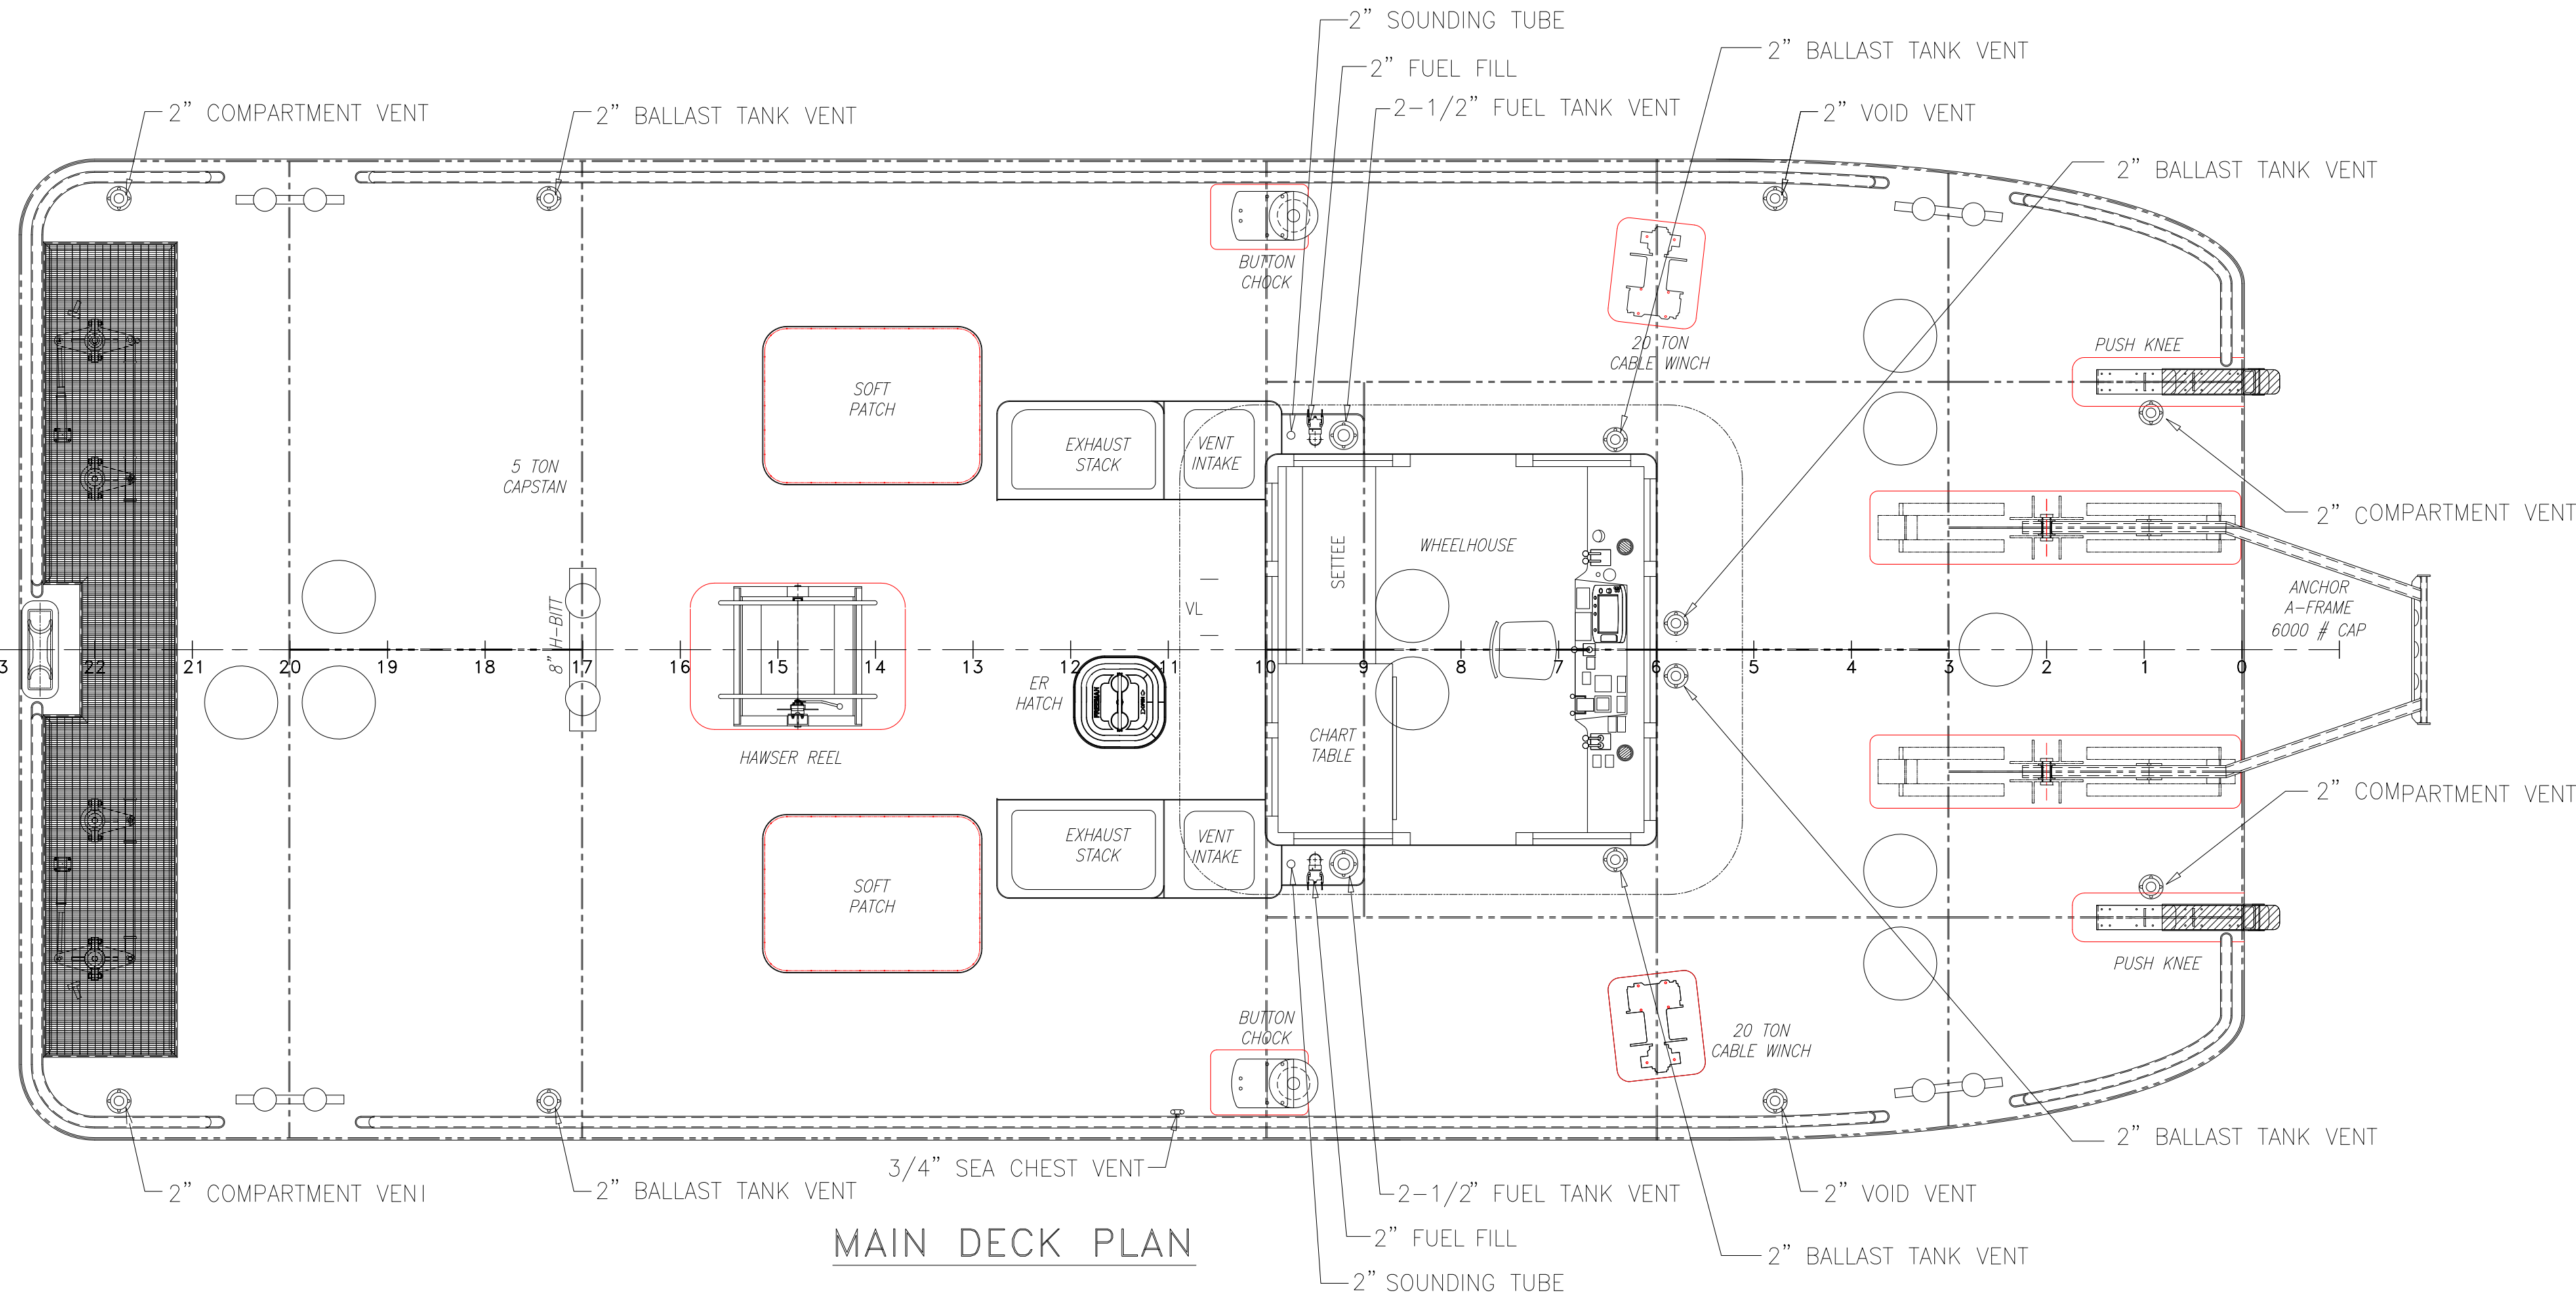 2” SOUNDING TUBE
2” BALLAST TANK VENT
2” FUEL FILL
2-1/2” FUEL TANK VENT
2” COMPARTMENT VENT
2” BALLAST TANK VENT
2” VOID VENT
2” BALLAST TANK VENT
BUTTON
CHOCK
20 TON
CABLE WINCH
PUSH KNEE
SOFT
PATCH
EXHAUST
STACK
VENT
INTAKE
5 TON
CAPSTAN
2” COMPARTMENT VENT
WHEELHOUSE
SETTEE
ANCHOR
A-FRAME
6000 # CAP
VL
8” H-BITT
3 22 21 20 19 18 17 16 15 14 13 12 11 10 9 8 7 6 5 4 3 2 1 0
ER
HATCH
FREEMAN
HAWSER REEL
CHART
TABLE
2” COMPARTMENT VENT
EXHAUST
STACK
VENT
INTAKE
SOFT
PATCH
PUSH KNEE
BUTTON
CHOCK
20 TON
CABLE WINCH
2” BALLAST TANK VENT
3/4” SEA CHEST VENT
2” COMPARTMENT VENI
2” BALLAST TANK VENT
2-1/2” FUEL TANK VENT
2” VOID VENT
MAIN DECK PLAN
2” FUEL FILL
2” BALLAST TANK VENT
2” SOUNDING TUBE